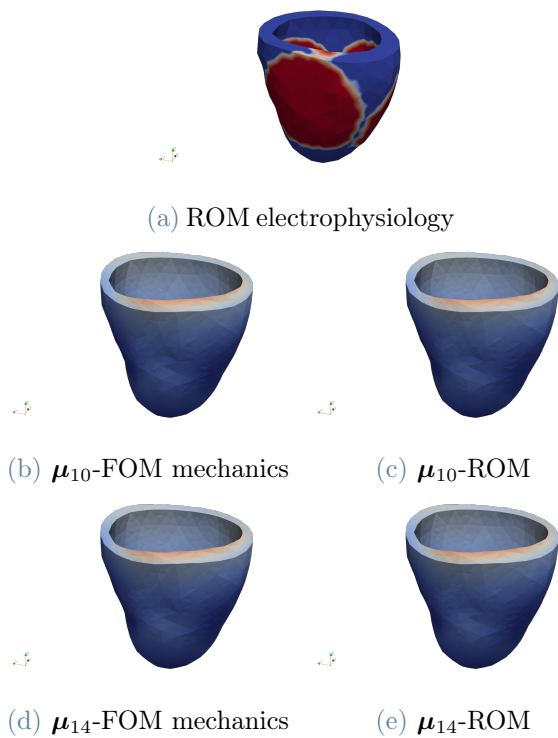 (a) ROM electrophysiology
(b) μ₁₀-FOM mechanics
(c) μ₁₀-ROM
(d) μ₁₄-FOM mechanics
(e) μ₁₄-ROM